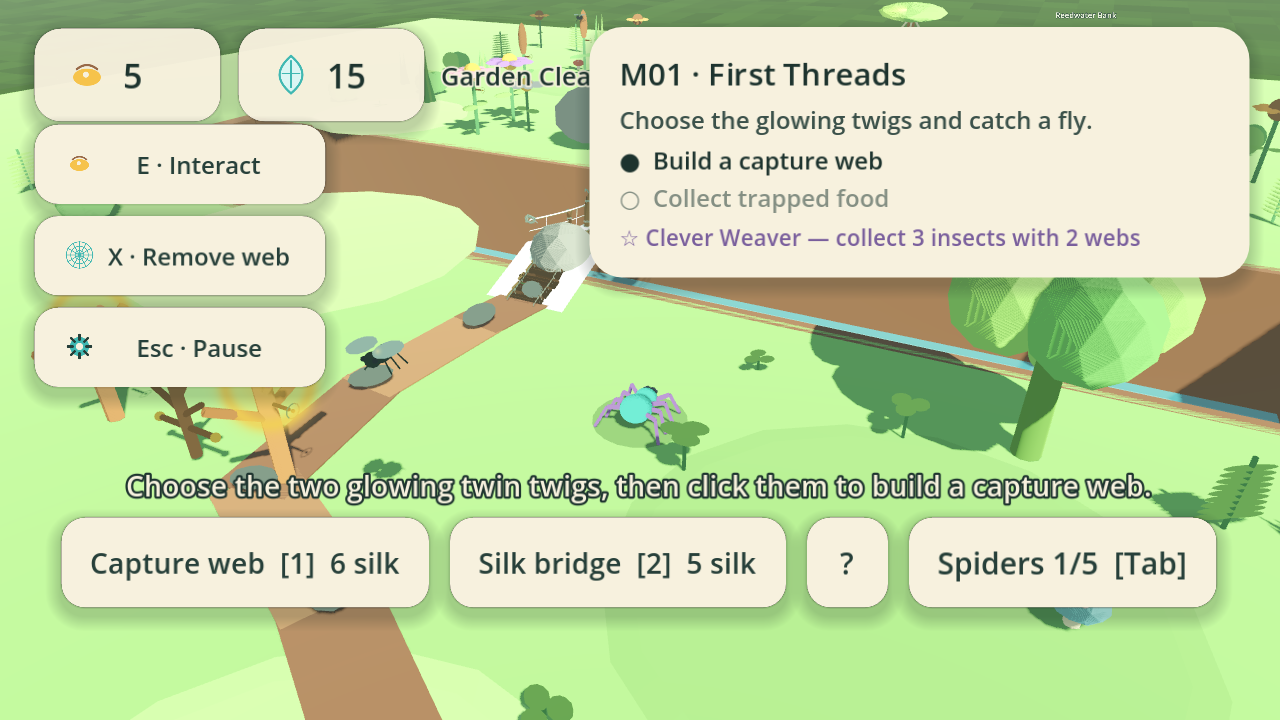 Reedwater Bank
5
15
Garden Clea
M01 · First Threads
Choose the glowing twigs and catch a fly.
● Build a capture web
○ Collect trapped food
☆ Clever Weaver — collect 3 insects with 2 webs
E · Interact
X · Remove web
Esc · Pause
Choose the two glowing twin twigs, then click them to build a capture web.
Capture web [1] 6 silk
Silk bridge [2] 5 silk
?
Spiders 1/5 [Tab]